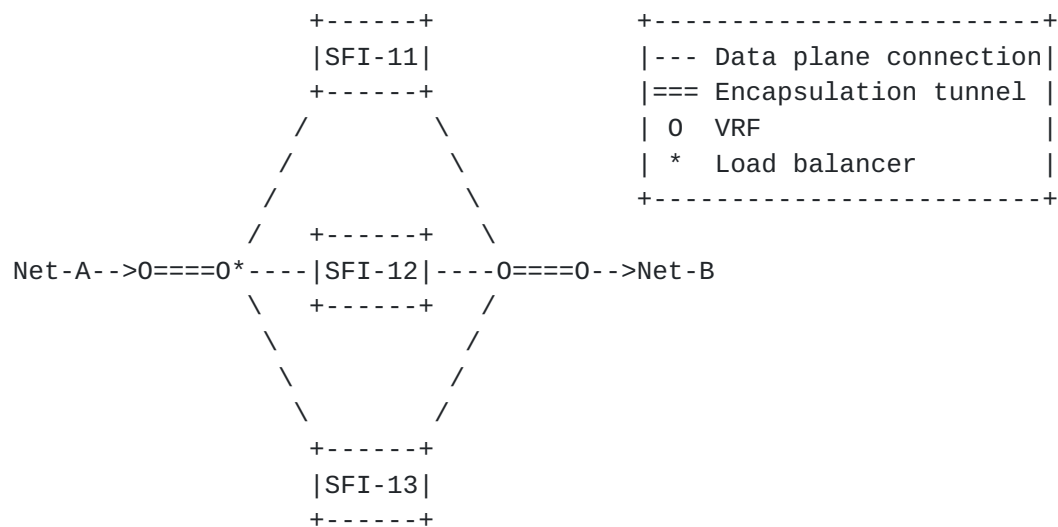 +------+             +-------------------------+
|SFI-11|             |--- Data plane connection|
+------+             |=== Encapsulation tunnel |
/        \            | O  VRF                  |
/          \           | *  Load balancer        |
/            \          +-------------------------+
/   +------+   \
Net-A-->O====O*----|SFI-12|----O====O-->Net-B
\   +------+   /
\            /
\          /
\        /
+------+
|SFI-13|
+------+